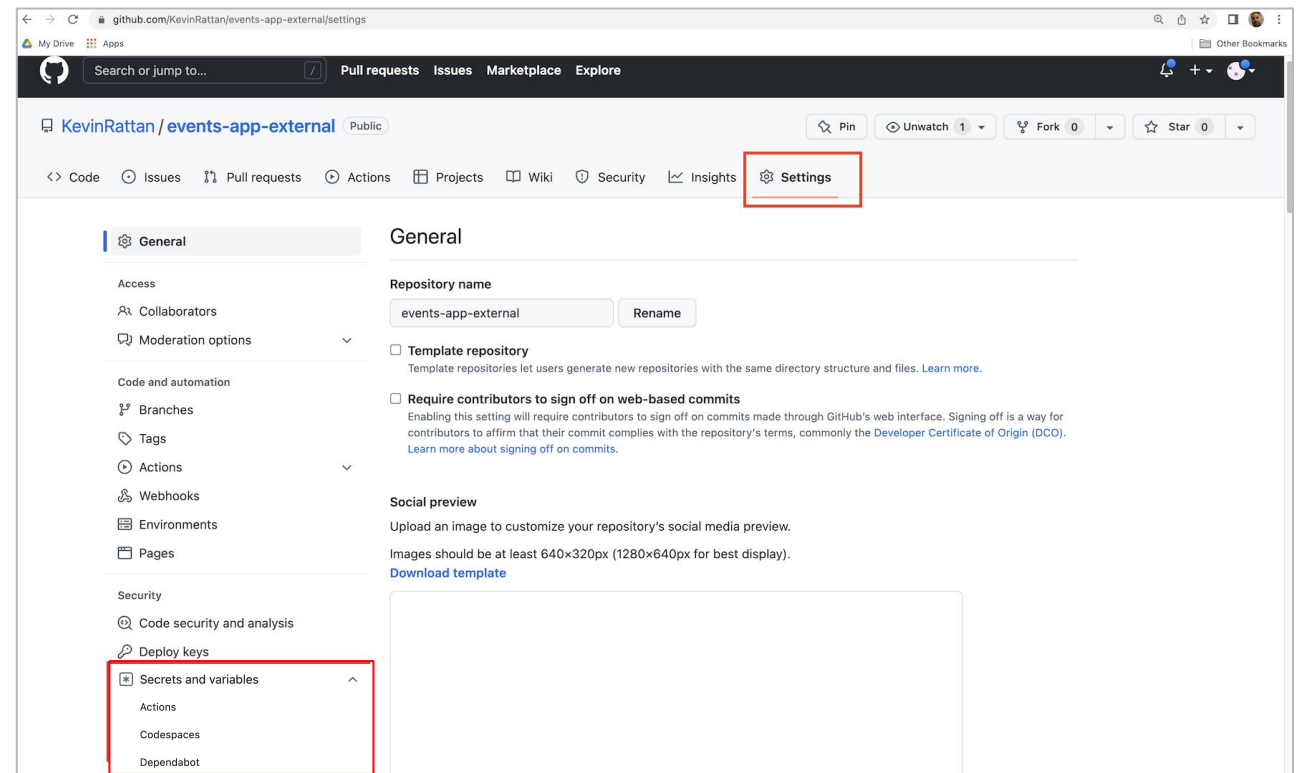 github.com/KevinRattan/events-app-external/settings
My Drive Apps Other Bookmarks
Search or jump to... / Pull requests Issues Marketplace Explore
KevinRattan / events-app-external Public Pin Unwatch 1 Fork 0 Star 0
Code Issues Pull requests Actions Projects Wiki Security Insights Settings
General
Access
Collaborators
Moderation options
Code and automation
Branches
Tags
Actions
Webhooks
Environments
Pages
Security
Code security and analysis
Deploy keys
Secrets and variables
Actions
Codespaces
Dependabot
General
Repository name
events-app-external Rename
Template repository
Template repositories let users generate new repositories with the same directory structure and files. Learn more.
Require contributors to sign off on web-based commits
Enabling this setting will require contributors to sign off on commits made through GitHub's web interface. Signing off is a way for
contributors to affirm that their commit complies with the repository's terms, commonly the Developer Certificate of Origin (DCO).
Learn more about signing off on commits.
Social preview
Upload an image to customize your repository's social media preview.
Images should be at least 640×320px (1280×640px for best display).
Download template